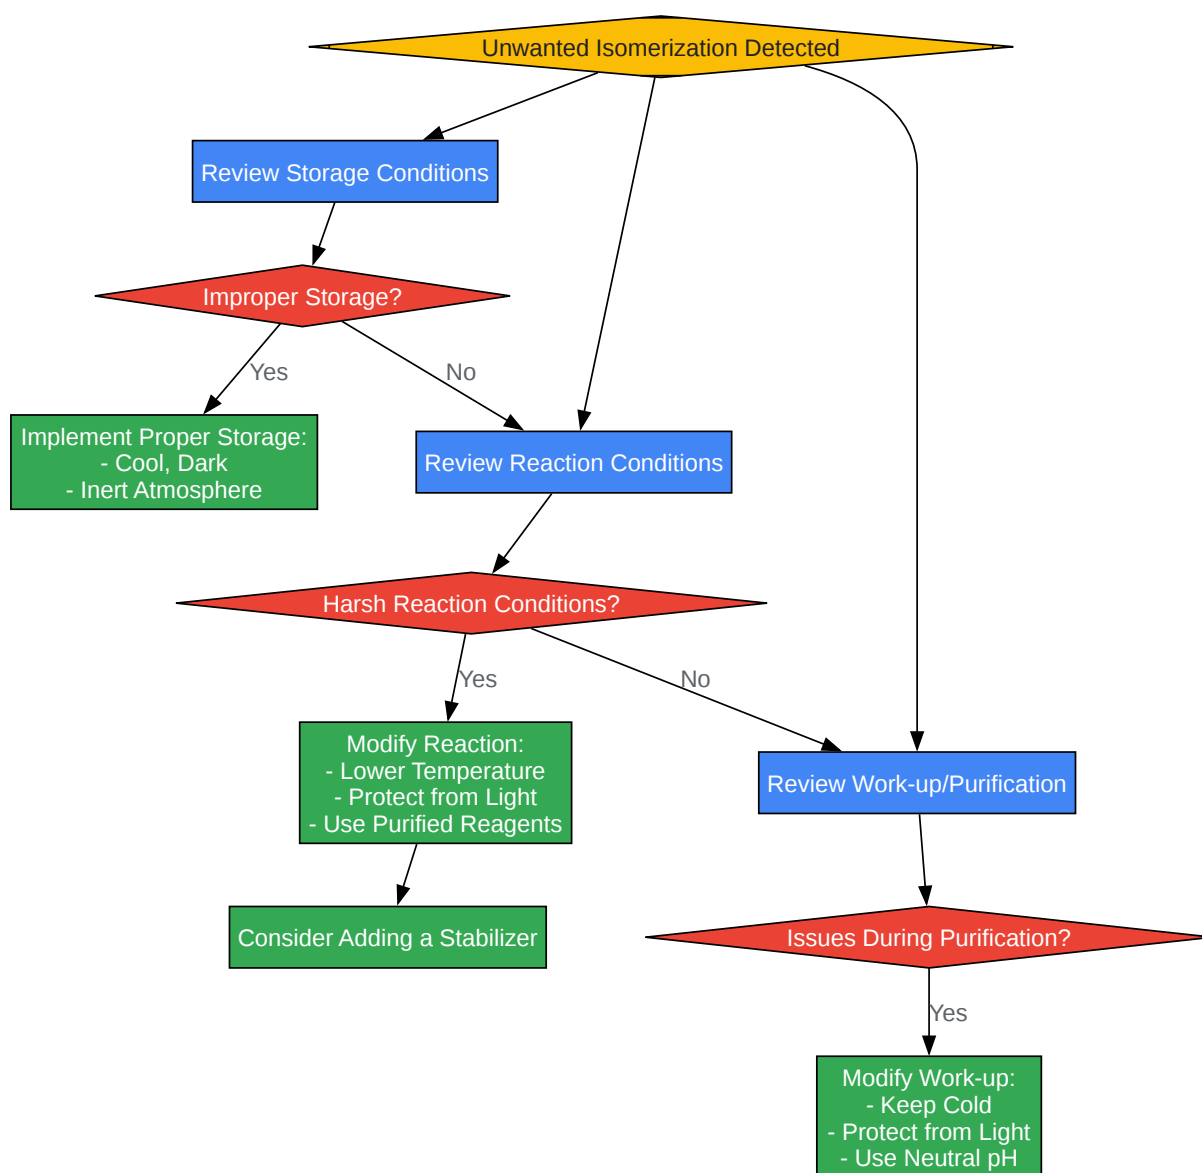 Unwanted Isomerization Detected
Review Storage Conditions
Improper Storage?
Yes
No
Implement Proper Storage:
- Cool, Dark
- Inert Atmosphere
Review Reaction Conditions
Harsh Reaction Conditions?
Yes
No
Modify Reaction:
- Lower Temperature
- Protect from Light
- Use Purified Reagents
Review Work-up/Purification
Consider Adding a Stabilizer
Issues During Purification?
Yes
Modify Work-up:
- Keep Cold
- Protect from Light
- Use Neutral pH